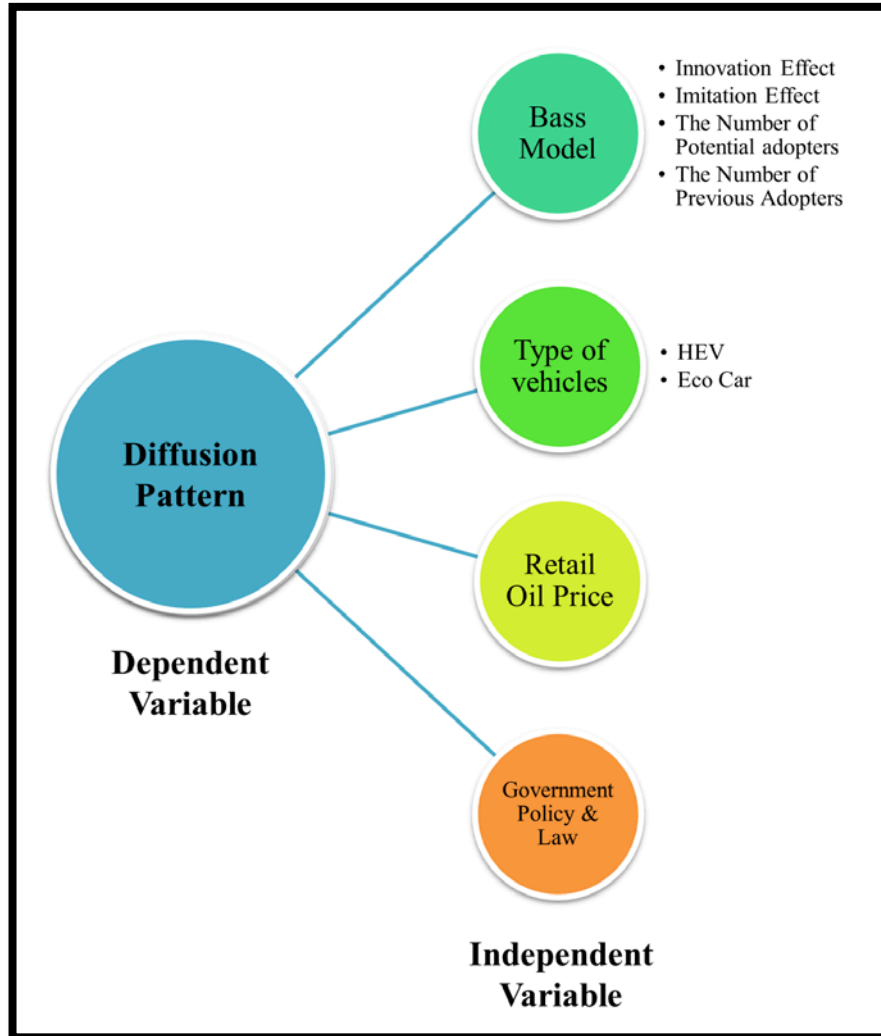 Bass
Model
• Innovation Effect
• Imitation Effect
• The Number of
Potential adopters
• The Number of
Previous Adopters
Type of
vehicles
• HEV
• Eco Car
Diffusion
Pattern
Retail
Oil Price
Dependent
Variable
Government
Policy &
Law
Independent
Variable